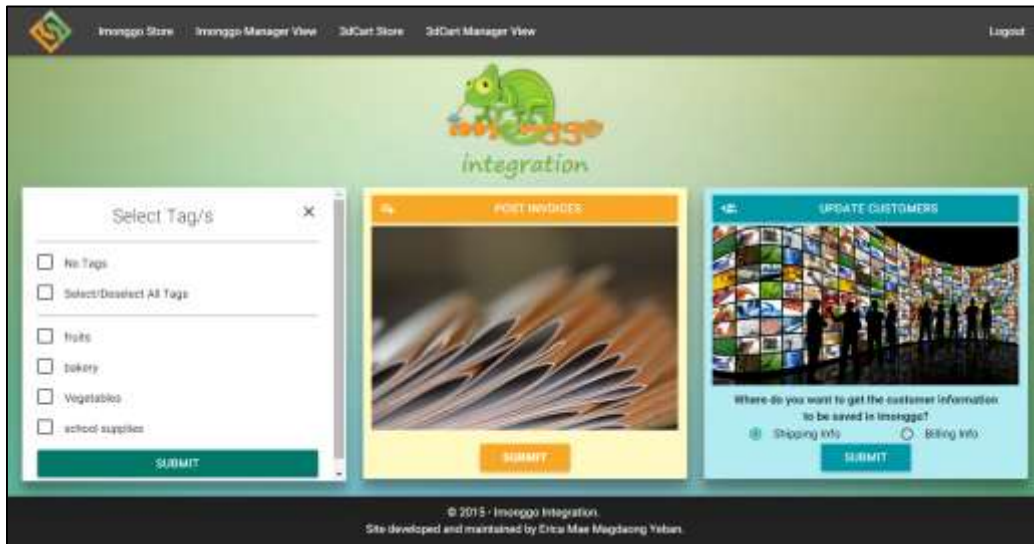 Imonggo Store Imonggo Manager View 3dCart Store 3dCart Manager View Logout
imonggo
integration
Select Tag/s
No Tags
Select/Deselect All Tags
fruits
bakery
Vegetables
school supplies
SUBMIT
POST INVOICES
SUBMIT
UPDATE CUSTOMERS
Where do you want to get the customer information
to be saved in Imonggo?
Shipping Info Billing Info
SUBMIT
© 2015 - Imonggo Integration.
Site developed and maintained by Erica Mae Magdaong Yeban.